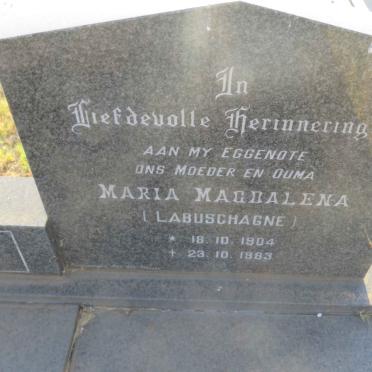 In
Liefdevolle Herinnering
AAN MY EGGENOTE
ONS MOEDER EN OUMA
MARIA MAGDALENA
(LABUSCHAGNE)
* 18.10.1904
† 23.10.1983